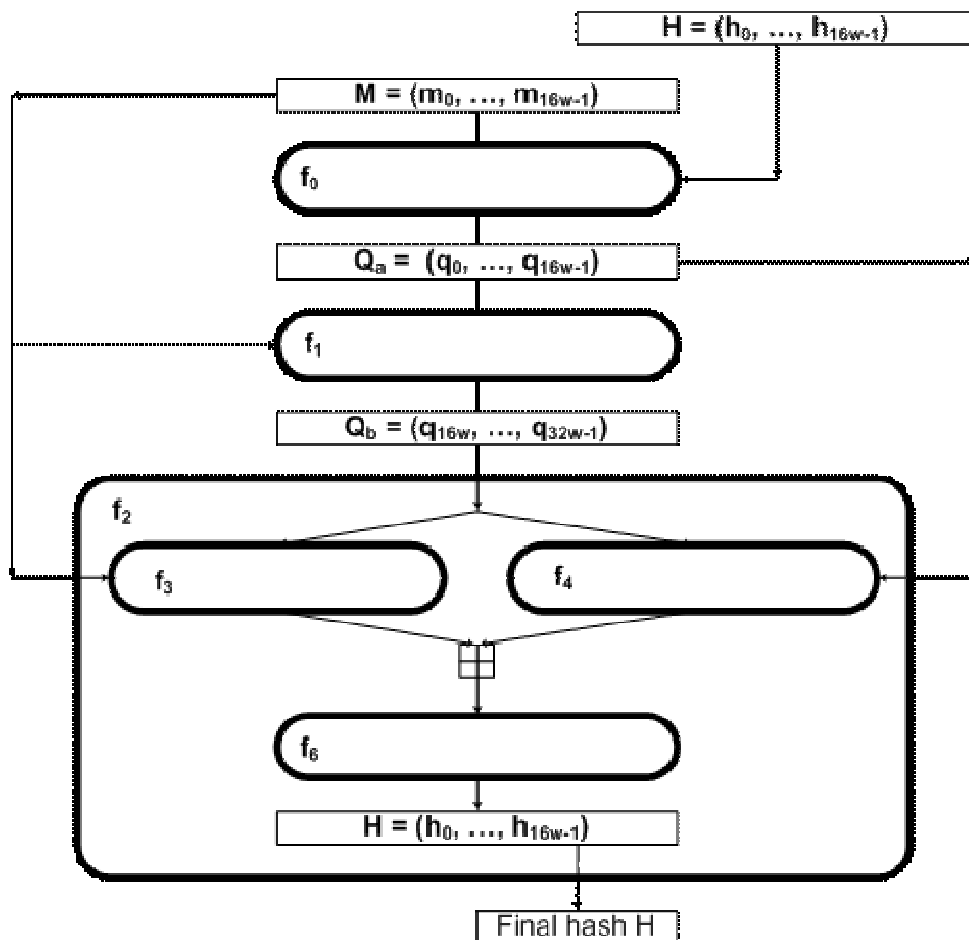 H = (h₀, ..., h₁₆w₋₁)
M = (m₀, ..., m₁₆w₋₁)
f₀
Qₐ = (q₀, ..., q₁₆w₋₁)
f₁
Q_b = (q₁₆w, ..., q₃₂w₋₁)
f₂
f₃ f₄
f₆
H = (h₀, ..., h₁₆w₋₁)
Final hash H